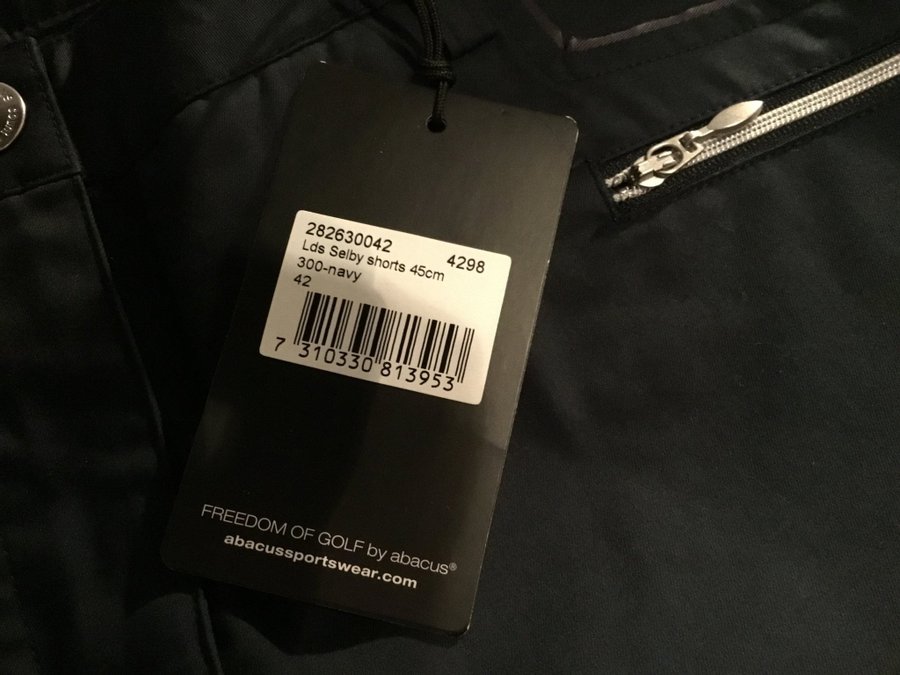 282630042 4298
Lds Selby shorts 45cm
300-navy
42
7 310330 813953
FREEDOM OF GOLF by abacus®
abacussportswear.com